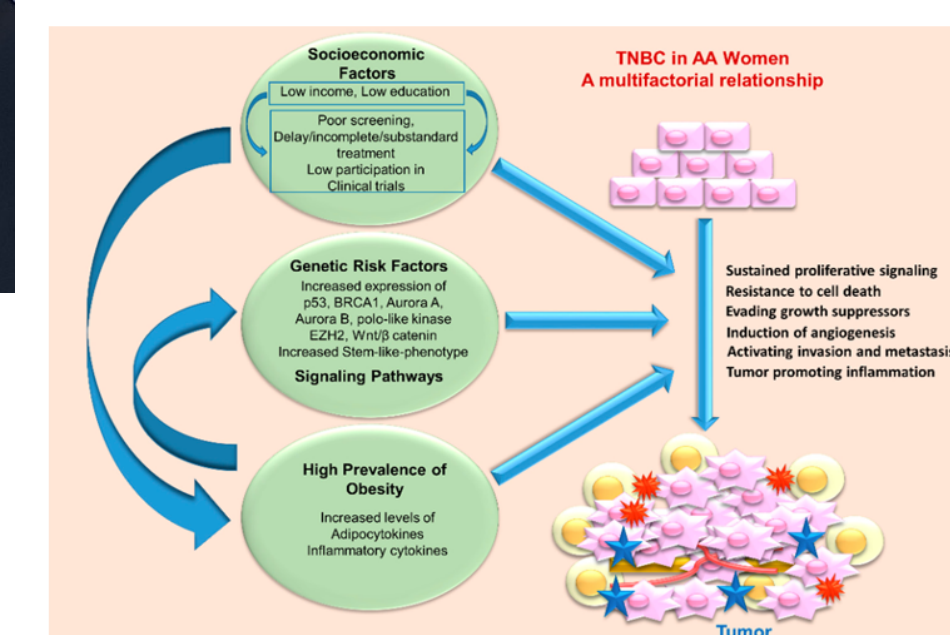 Socioeconomic
Factors
Low income, Low education
Poor screening,
Delay/incomplete/substandard
treatment
Low participation in
Clinical trials
Genetic Risk Factors
Increased expression of
p53, BRCA1, Aurora A,
Aurora B, polo-like kinase
EZH2, Wnt/β catenin
Increased Stem-like-phenotype
Signaling Pathways
High Prevalence of
Obesity
Increased levels of
Adipocytokines
Inflammatory cytokines
TNBC in AA Women
A multifactorial relationship
Sustained proliferative signaling
Resistance to cell death
Evading growth suppressors
Induction of angiogenesis
Activating invasion and metastasis
Tumor promoting inflammation
Tumor